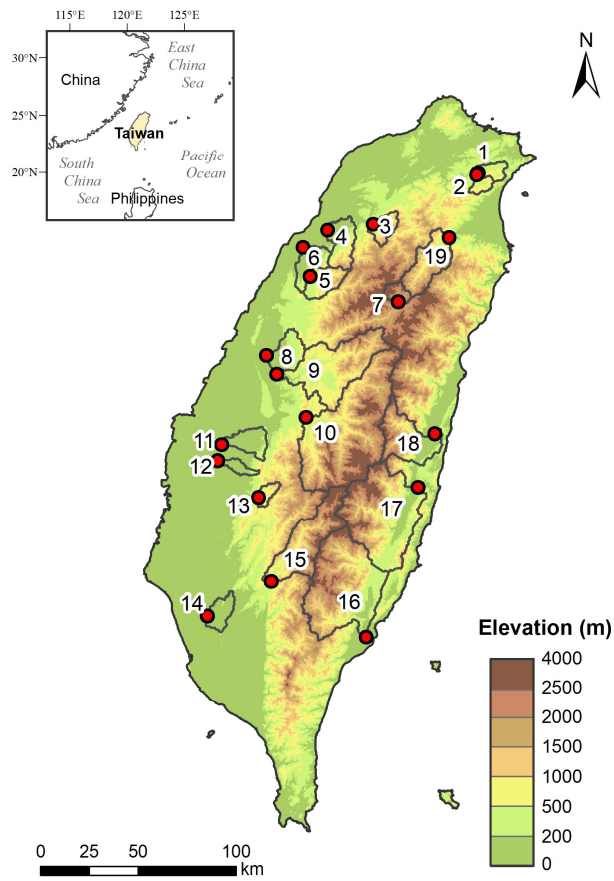 115°E 120°E 125°E
30°N
25°N
20°N
East
China
Sea
China
Taiwan
South
China
Sea
Pacific
Ocean
Philippines
N
1
2
3
4
6
5
19
7
8
9
10
11
12
18
13
17
15
14
16
Elevation (m)
4000
2500
2000
1500
1000
500
200
0
0 25 50 100
km